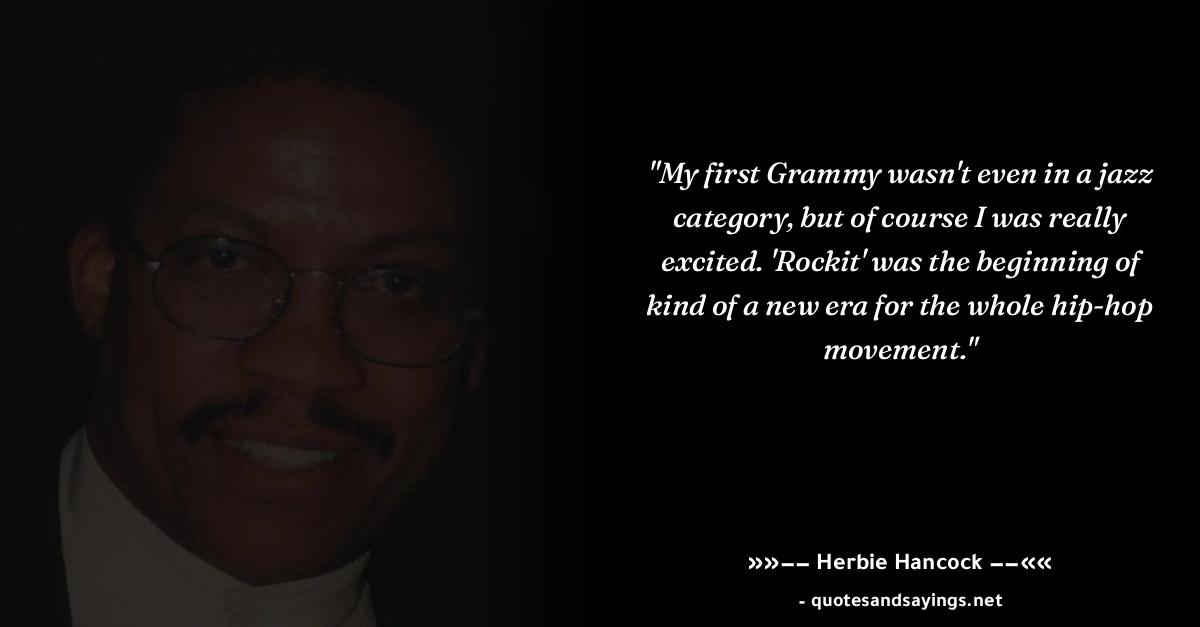 "My first Grammy wasn't even in a jazz
category, but of course I was really
excited. 'Rockit' was the beginning of
kind of a new era for the whole hip-hop
movement."
»»−− Herbie Hancock −−««
- quotesandsayings.net